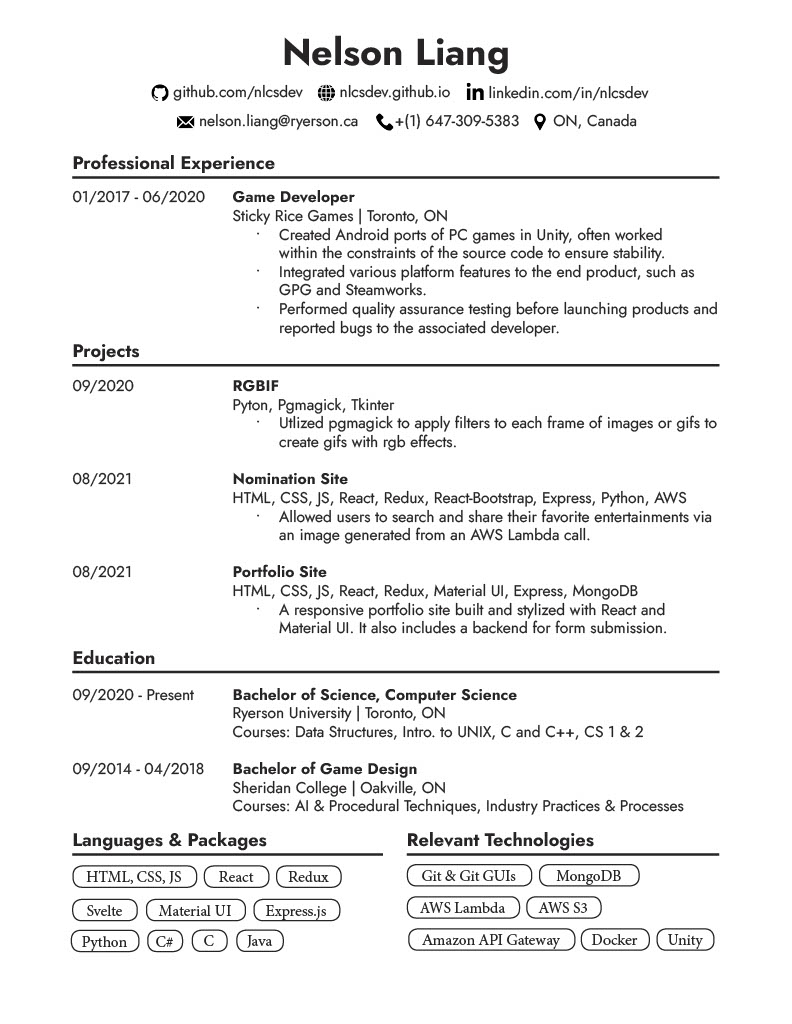 Nelson Liang
github.com/nlcsdev nlcsdev.github.io linkedin.com/in/nlcsdev
nelson.liang@ryerson.ca +(1) 647-309-5383 ON, Canada
Professional Experience
01/2017 - 06/2020 Game Developer
Sticky Rice Games | Toronto, ON
· Created Android ports of PC games in Unity, often worked
within the constraints of the source code to ensure stability.
· Integrated various platform features to the end product, such as
GPG and Steamworks.
· Performed quality assurance testing before launching products and
reported bugs to the associated developer.
Projects
09/2020 RGBIF
Pyton, Pgmagick, Tkinter
· Utlized pgmagick to apply filters to each frame of images or gifs to
create gifs with rgb effects.
08/2021 Nomination Site
HTML, CSS, JS, React, Redux, React-Bootstrap, Express, Python, AWS
· Allowed users to search and share their favorite entertainments via
an image generated from an AWS Lambda call.
08/2021 Portfolio Site
HTML, CSS, JS, React, Redux, Material UI, Express, MongoDB
· A responsive portfolio site built and stylized with React and
Material UI. It also includes a backend for form submission.
Education
09/2020 - Present Bachelor of Science, Computer Science
Ryerson University | Toronto, ON
Courses: Data Structures, Intro. to UNIX, C and C++, CS 1 & 2
09/2014 - 04/2018 Bachelor of Game Design
Sheridan College | Oakville, ON
Courses: AI & Procedural Techniques, Industry Practices & Processes
Languages & Packages
HTML, CSS, JS React Redux
Svelte Material UI Express.js
Python C# C Java
Relevant Technologies
Git & Git GUIs MongoDB
AWS Lambda AWS S3
Amazon API Gateway Docker Unity